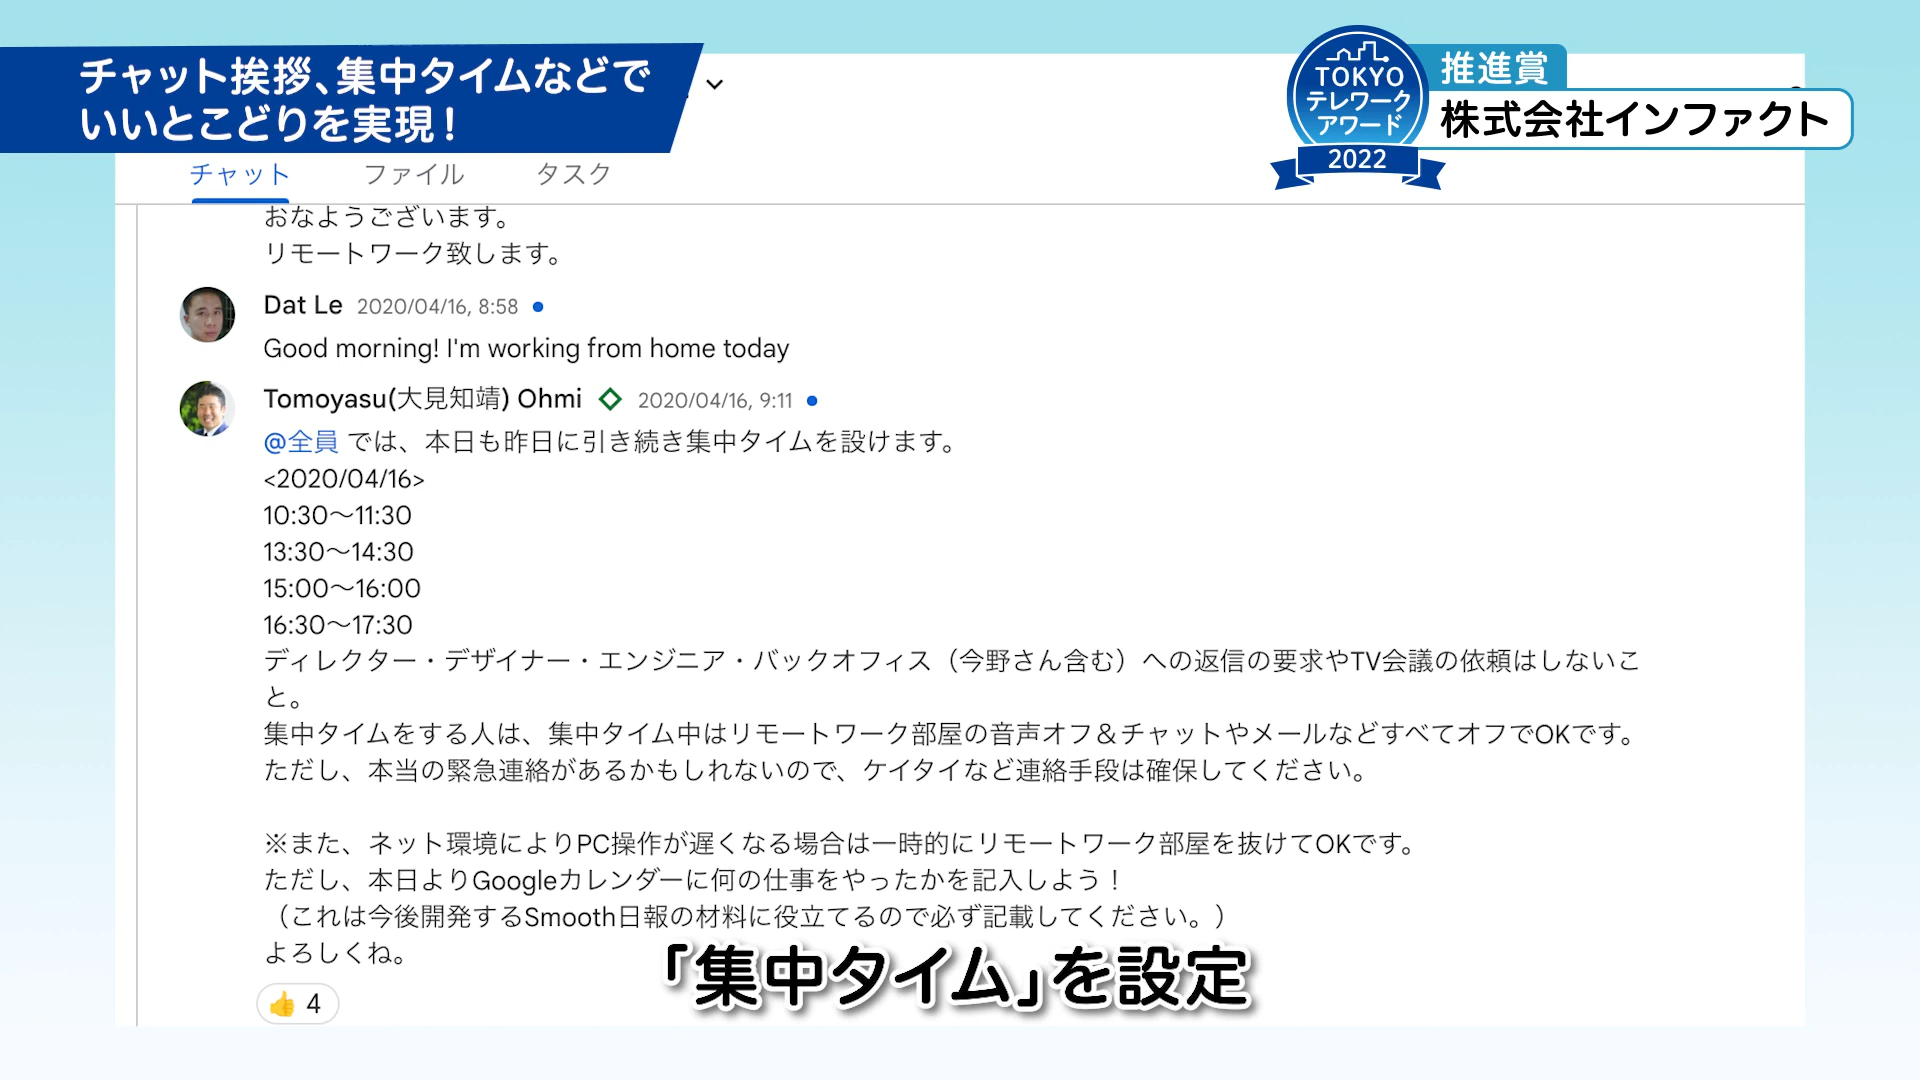 チャット挨拶、集中タイムなどで
いいとこどりを実現！
TOKYO
テレワーク
アワード
2022
推進賞
株式会社インファクト
チャット ファイル タスク
おなようございます。
リモートワーク致します。
Dat Le 2020/04/16, 8:58
Good morning! I'm working from home today
Tomoyasu(大見知靖) Ohmi 2020/04/16, 9:11
@全員 では、本日も昨日に引き続き集中タイムを設けます。
<2020/04/16>
10:30〜11:30
13:30〜14:30
15:00〜16:00
16:30〜17:30
ディレクター・デザイナー・エンジニア・バックオフィス（今野さん含む）への返信の要求やTV会議の依頼はしないこ
と。
集中タイムをする人は、集中タイム中はリモートワーク部屋の音声オフ＆チャットやメールなどすべてオフでOKです。
ただし、本当の緊急連絡があるかもしれないので、ケイタイなど連絡手段は確保してください。
※また、ネット環境によりPC操作が遅くなる場合は一時的にリモートワーク部屋を抜けてOKです。
ただし、本日よりGoogleカレンダーに何の仕事をやったかを記入しよう！
（これは今後開発するSmooth日報の材料に役立てるので必ず記載してください。）
よろしくね。
👍 4
「集中タイム」を設定